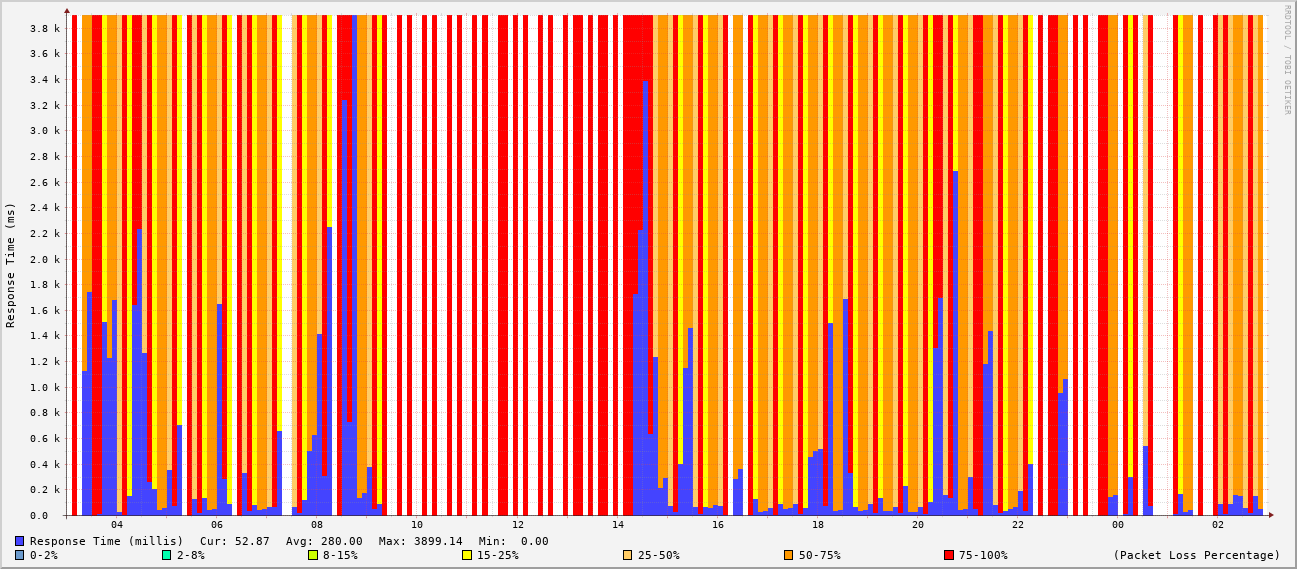 RRDTOOL / TOBI OETIKER
Response Time (ms)
3.8 k
3.6 k
3.4 k
3.2 k
3.0 k
2.8 k
2.6 k
2.4 k
2.2 k
2.0 k
1.8 k
1.6 k
1.4 k
1.2 k
1.0 k
0.8 k
0.6 k
0.4 k
0.2 k
0.0
04 06 08 10 12 14 16 18 20 22 00 02
Response Time (millis) Cur: 52.87 Avg: 280.00 Max: 3899.14 Min: 0.00
0-2% 2-8% 8-15% 15-25% 25-50% 50-75% 75-100% (Packet Loss Percentage)